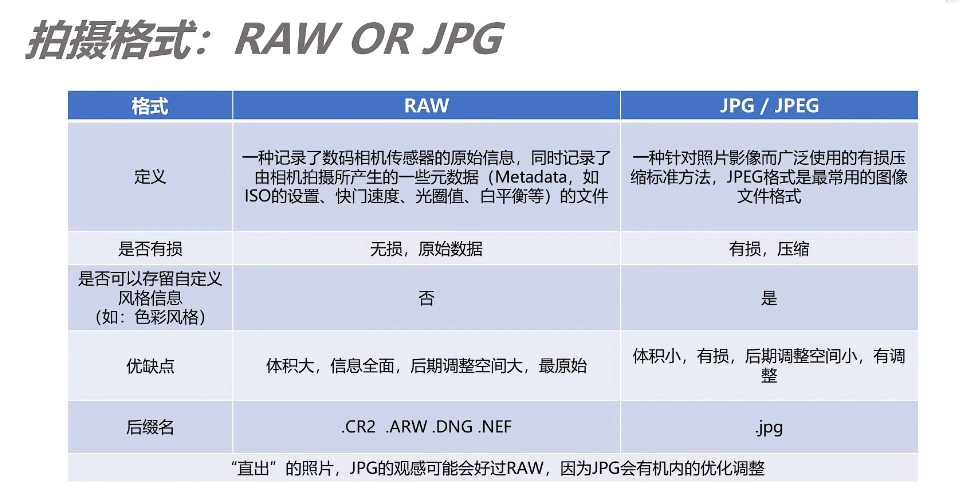 拍摄格式：RAW OR JPG
格式 RAW JPG / JPEG
定义
一种记录了数码相机传感器的原始信息，同时记录了
由相机拍摄所产生的一些元数据（Metadata，如
ISO的设置、快门速度、光圈值、白平衡等）的文件
一种针对照片影像而广泛使用的有损压
缩标准方法，JPEG格式是最常用的图像
文件格式
是否有损 无损，原始数据 有损，压缩
是否可以存留自定义
风格信息
（如：色彩风格）
否 是
优缺点 体积大，信息全面，后期调整空间大，最原始
体积小，有损，后期调整空间小，有调
整
后缀名 .CR2 .ARW .DNG .NEF .jpg
“直出”的照片，JPG的观感可能会好过RAW，因为JPG会有机内的优化调整